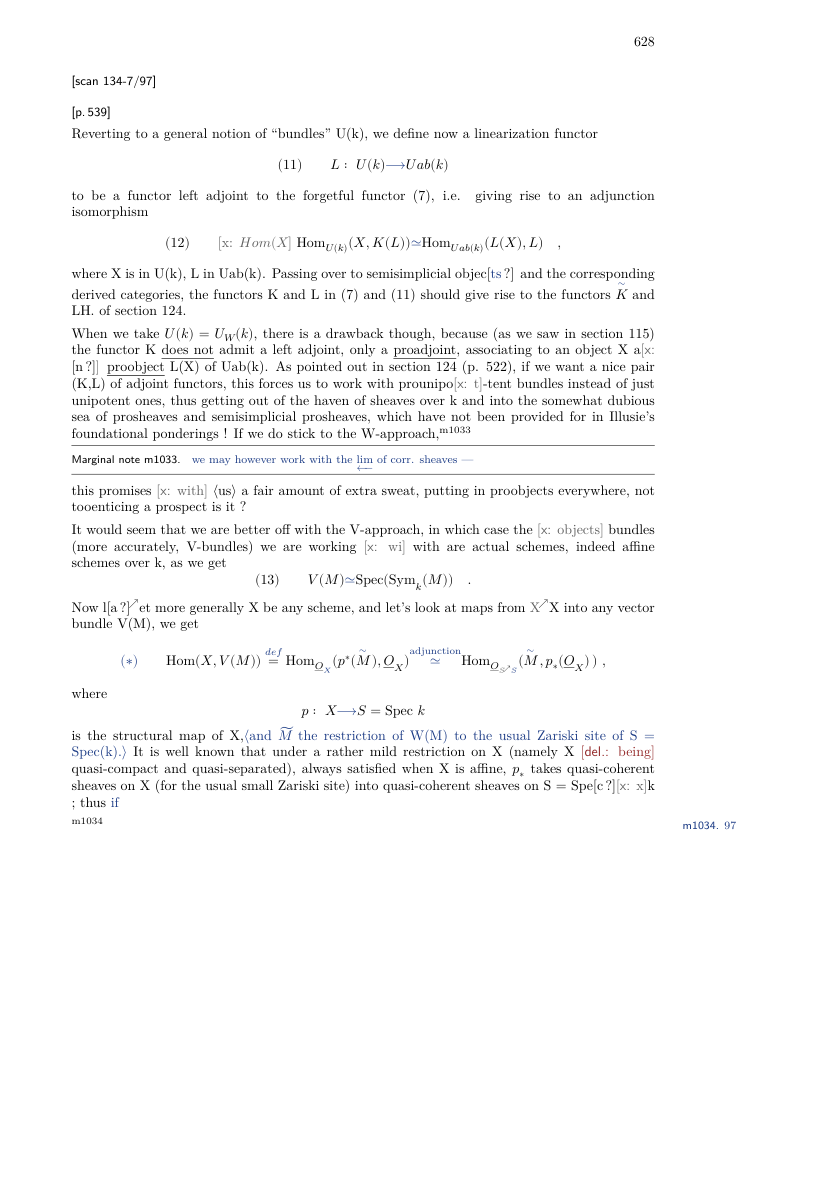 628
[scan 134-7/97]
[p. 539]
Reverting to a general notion of “bundles” U(k), we define now a linearization functor
(11) L : U(k)⟶Uab(k)
to be a functor left adjoint to the forgetful functor (7), i.e. giving rise to an adjunction
isomorphism
(12) [x: Hom(X] Hom_{U(k)}(X, K(L))≃Hom_{Uab(k)}(L(X), L) ,
where X is in U(k), L in Uab(k). Passing over to semisimplicial objec[ts ?] and the corresponding
derived categories, the functors K and L in (7) and (11) should give rise to the functors K̃ and
LH. of section 124.
When we take U(k) = U_W(k), there is a drawback though, because (as we saw in section 115)
the functor K does not admit a left adjoint, only a proadjoint, associating to an object X a[x:
[n ?]] proobject L(X) of Uab(k). As pointed out in section 124 (p. 522), if we want a nice pair
(K,L) of adjoint functors, this forces us to work with prounipo[x: t]-tent bundles instead of just
unipotent ones, thus getting out of the haven of sheaves over k and into the somewhat dubious
sea of prosheaves and semisimplicial prosheaves, which have not been provided for in Illusie’s
foundational ponderings ! If we do stick to the W-approach,^{m1033}
Marginal note m1033. we may however work with the lim← of corr. sheaves —
this promises [x: with] ⟨us⟩ a fair amount of extra sweat, putting in proobjects everywhere, not
tooenticing a prospect is it ?
It would seem that we are better off with the V-approach, in which case the [x: objects] bundles
(more accurately, V-bundles) we are working [x: wi] with are actual schemes, indeed affine
schemes over k, as we get
(13) V(M)≃Spec(Sym_k(M)) .
Now l[a ?]↗et more generally X be any scheme, and let’s look at maps from X↗X into any vector
bundle V(M), we get
(∗) Hom(X, V(M)) \stackrel{def}{=} Hom_{O_X}(p*(M̃), O_X) \stackrel{adjunction}{≃} Hom_{O_{S↗S}}(M̃, p_*(O_X) ) ,
where
p : X⟶S = Spec k
is the structural map of X,⟨and M̃ the restriction of W(M) to the usual Zariski site of S =
Spec(k).⟩ It is well known that under a rather mild restriction on X (namely X [del.: being]
quasi-compact and quasi-separated), always satisfied when X is affine, p_* takes quasi-coherent
sheaves on X (for the usual small Zariski site) into quasi-coherent sheaves on S = Spe[c ?][x: x]k
; thus if
m1034
m1034. 97